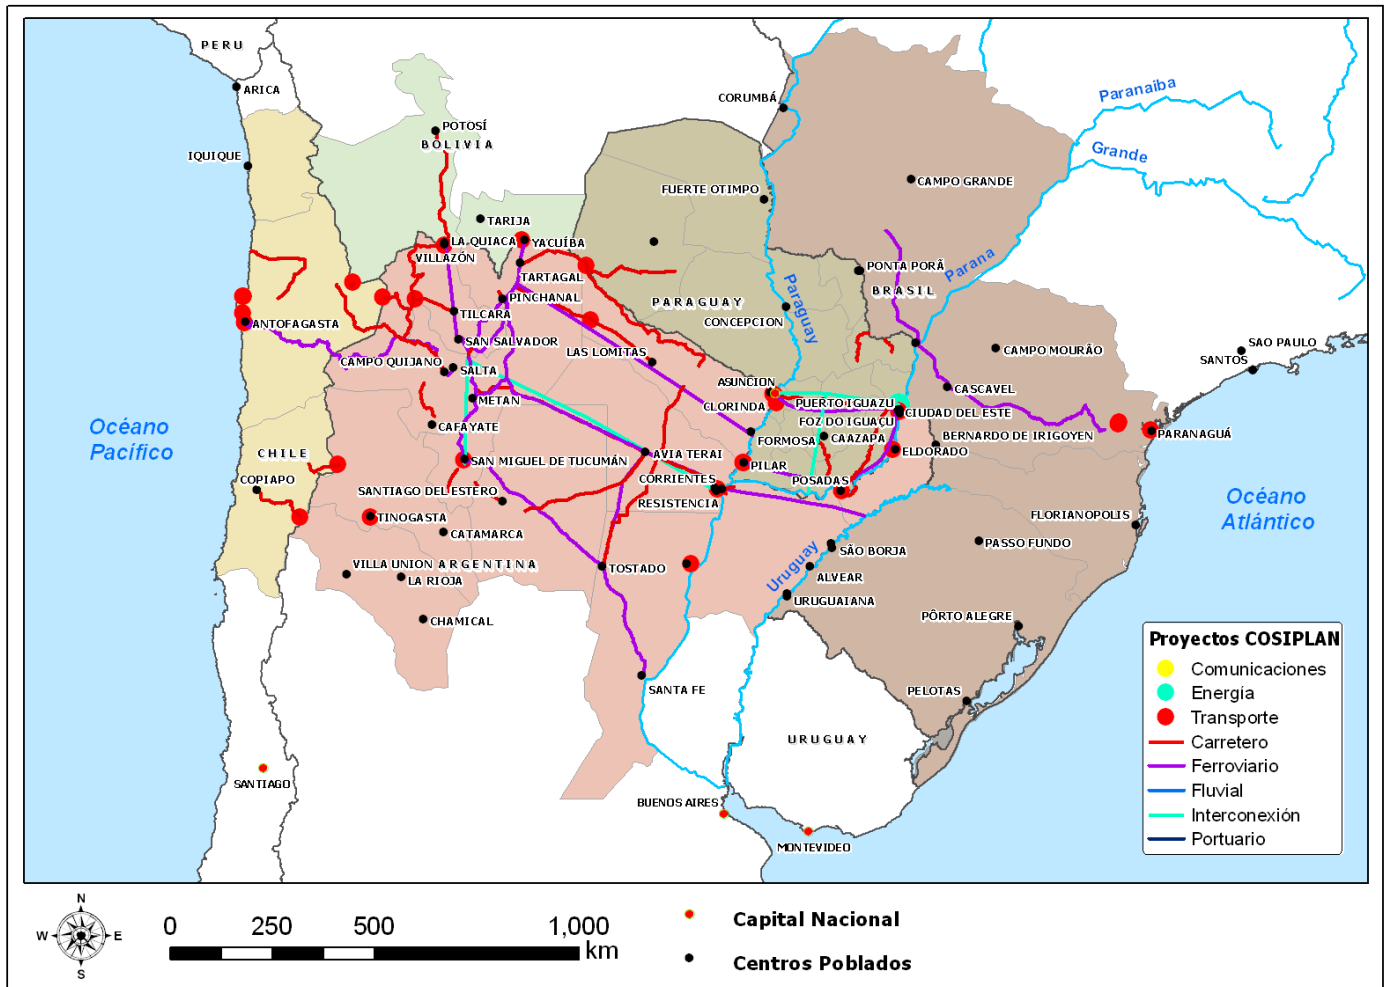 PERU
ARICA
CORUMBÁ
Paranaiba
POTOSÍ
BOLIVIA
Grande
IQUIQUE
CAMPO GRANDE
FUERTE OTIMPO
TARIJA
LA QUIACA
YACUÍBA
VILLAZÓN
TARTAGAL
PONTA PORÃ
Parana
BRASIL
PINCHANAL
PARAGUAY
Paraguay
CONCEPCION
TILCARA
ANTOFAGASTA
SAN SALVADOR
LAS LOMITAS
CAMPO MOURÃO
SAO PAULO
SANTOS
CAMPO QUIJANO
SALTA
ASUNCION
CASCAVEL
METAN
CLORINDA
PUERTO IGUAZU
CIUDAD DEL ESTE
Océano
Pacífico
CAFAYATE
FOZ DO IGUAÇU
FORMOSA
CAAZAPA
BERNARDO DE IRIGOYEN
PARANAGUÁ
CHILE
SAN MIGUEL DE TUCUMÁN
AVIA TERAI
ELDORADO
PILAR
COPIAPO
SANTIAGO DEL ESTERO
CORRIENTES
POSADAS
RESISTENCIA
Océano
Atlántico
TINOGASTA
FLORIANOPOLIS
CATAMARCA
SÃO BORJA
PASSO FUNDO
VILLA UNION
ARGENTINA
TOSTADO
Uruguay
ALVEAR
LA RIOJA
URUGUAIANA
CHAMICAL
PÔRTO ALEGRE
SANTA FE
PELOTAS
URUGUAY
SANTIAGO
BUENOS AIRES
MONTEVIDEO
Proyectos COSIPLAN
Comunicaciones
Energía
Transporte
Carretero
Ferroviario
Fluvial
Interconexión
Portuario
N
W E
S
0 250 500 1,000
km
Capital Nacional
Centros Poblados